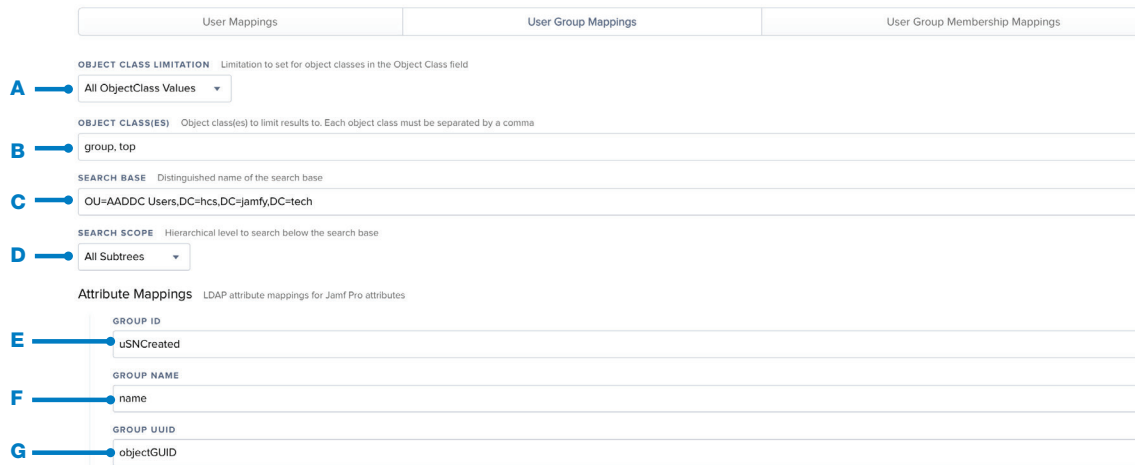 User Mappings User Group Mappings User Group Membership Mappings
OBJECT CLASS LIMITATION Limitation to set for object classes in the Object Class field
A All ObjectClass Values
OBJECT CLASS(ES) Object class(es) to limit results to. Each object class must be separated by a comma
B group, top
SEARCH BASE Distinguished name of the search base
C OU=AADDC Users,DC=hcs,DC=jamfy,DC=tech
SEARCH SCOPE Hierarchical level to search below the search base
D All Subtrees
Attribute Mappings LDAP attribute mappings for Jamf Pro attributes
GROUP ID
E uSNCreated
GROUP NAME
F name
GROUP UUID
G objectGUID